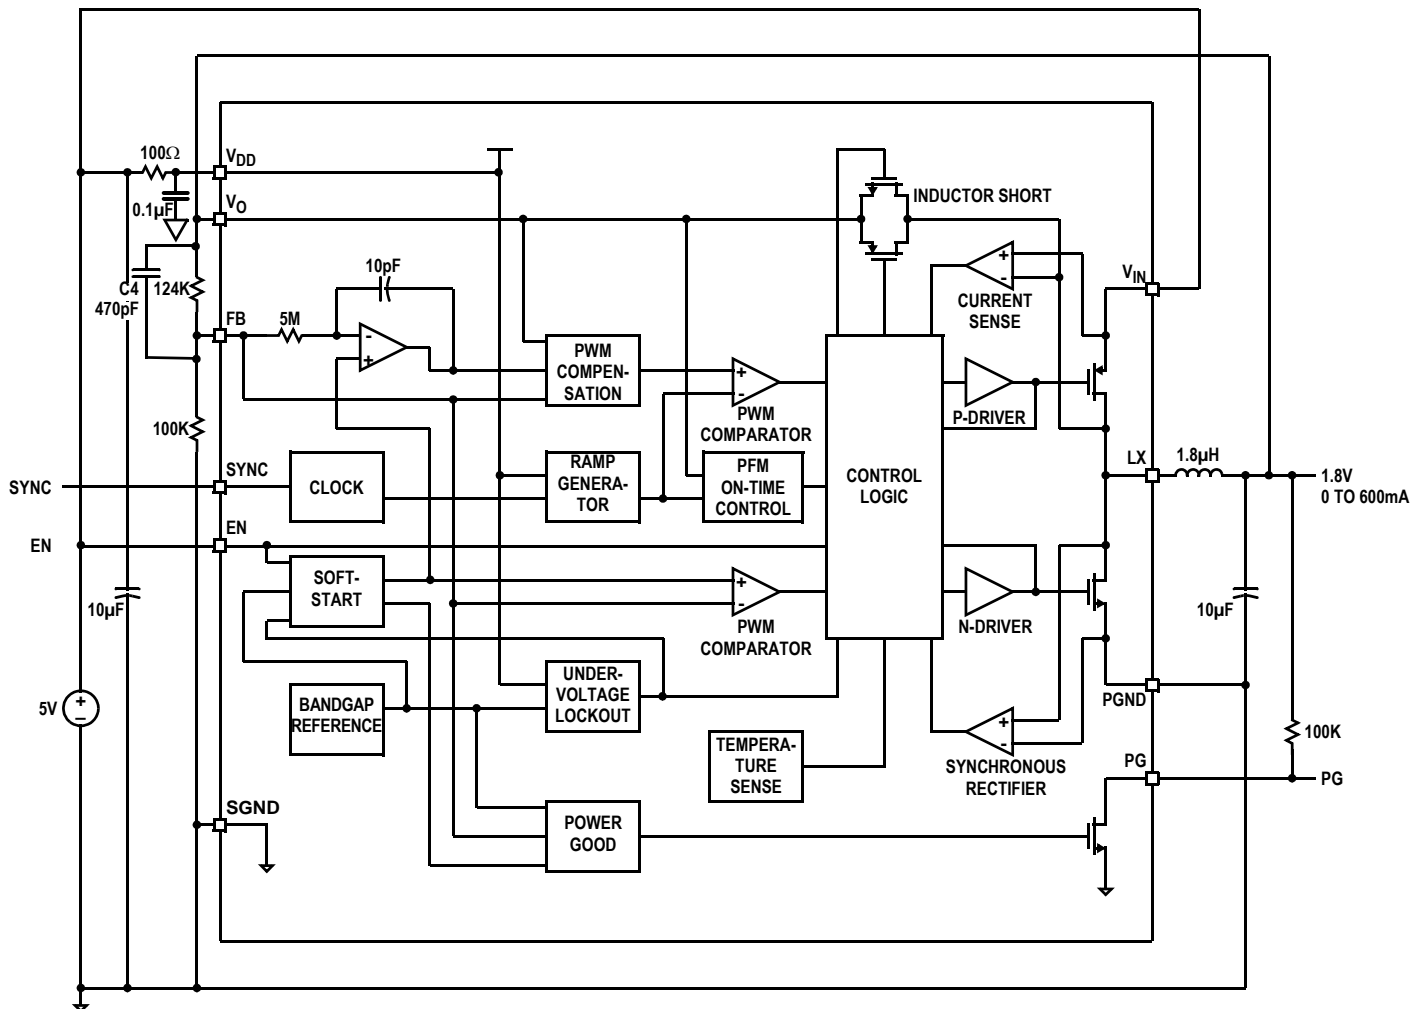 100Ω
V_DD
0.1µF
V_O
INDUCTOR SHORT
10pF
C4
470pF
124K
FB
5M
-
+
PWM
COMPEN-
SATION
+
-
PWM
COMPARATOR
+
-
CURRENT
SENSE
V_IN
P-DRIVER
100K
SYNC
SYNC
CLOCK
RAMP
GENERA-
TOR
PFM
ON-TIME
CONTROL
CONTROL
LOGIC
LX
1.8µH
1.8V
0 TO 600mA
EN
EN
SOFT-
START
+
-
PWM
COMPARATOR
N-DRIVER
10µF
10µF
5V
+
–
BANDGAP
REFERENCE
UNDER-
VOLTAGE
LOCKOUT
PGND
TEMPERA-
TURE
SENSE
+
-
SYNCHRONOUS
RECTIFIER
100K
PG
PG
SGND
POWER
GOOD